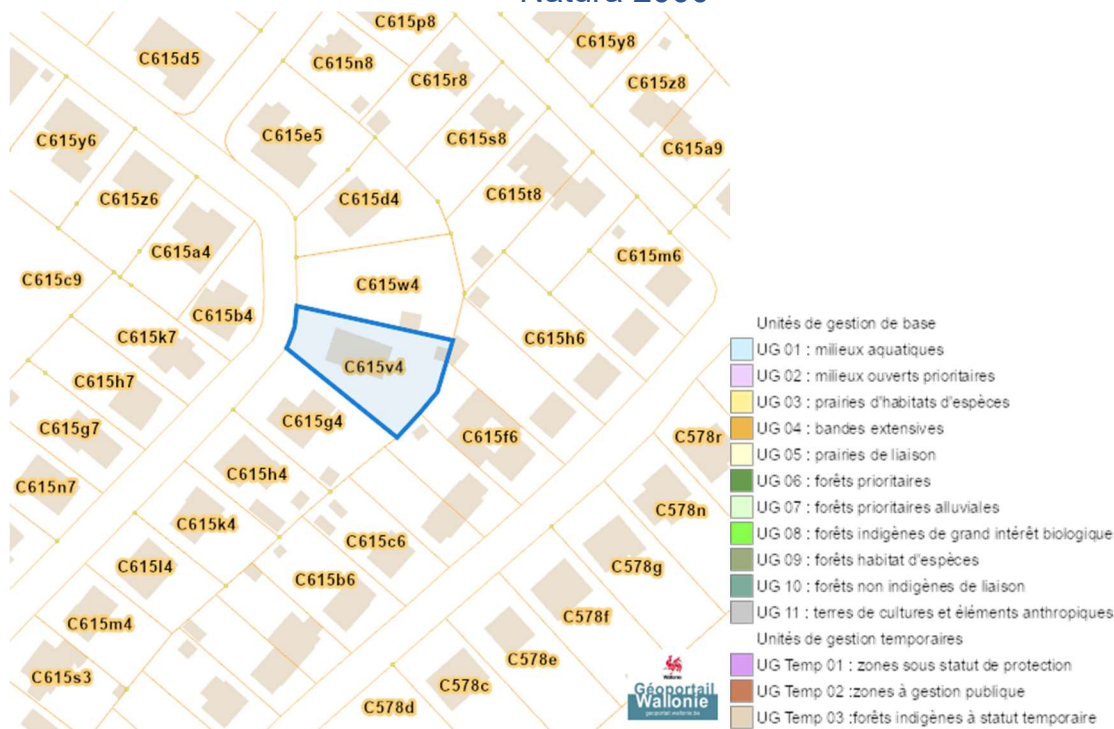 Natura 2000
C615p8
C615d5
C615n8
C615y8
C615r8
C615z8
C615y6
C615e5
C615s8
C615a9
C615z6
C615d4
C615t8
C615a4
C615m6
C615c9
C615w4
C615b4
C615k7
C615h6
C615v4
C615h7
C615g4
C615g7
C615f6
C578r
C615n7
C615h4
C578n
C615k4
C615c6
C615l4
C615b6
C578g
C578f
C615m4
C578e
C615s3
C578c
C578d
Wallonie
Géoportail
Wallonie
geoportail.wallonie.be
Unités de gestion de base
UG 01 : milieux aquatiques
UG 02 : milieux ouverts prioritaires
UG 03 : prairies d'habitats d'espèces
UG 04 : bandes extensives
UG 05 : prairies de liaison
UG 06 : forêts prioritaires
UG 07 : forêts prioritaires alluviales
UG 08 : forêts indigènes de grand intérêt biologique
UG 09 : forêts habitat d'espèces
UG 10 : forêts non indigènes de liaison
UG 11 : terres de cultures et éléments anthropiques
Unités de gestion temporaires
UG Temp 01 : zones sous statut de protection
UG Temp 02 :zones à gestion publique
UG Temp 03 :forêts indigènes à statut temporaire